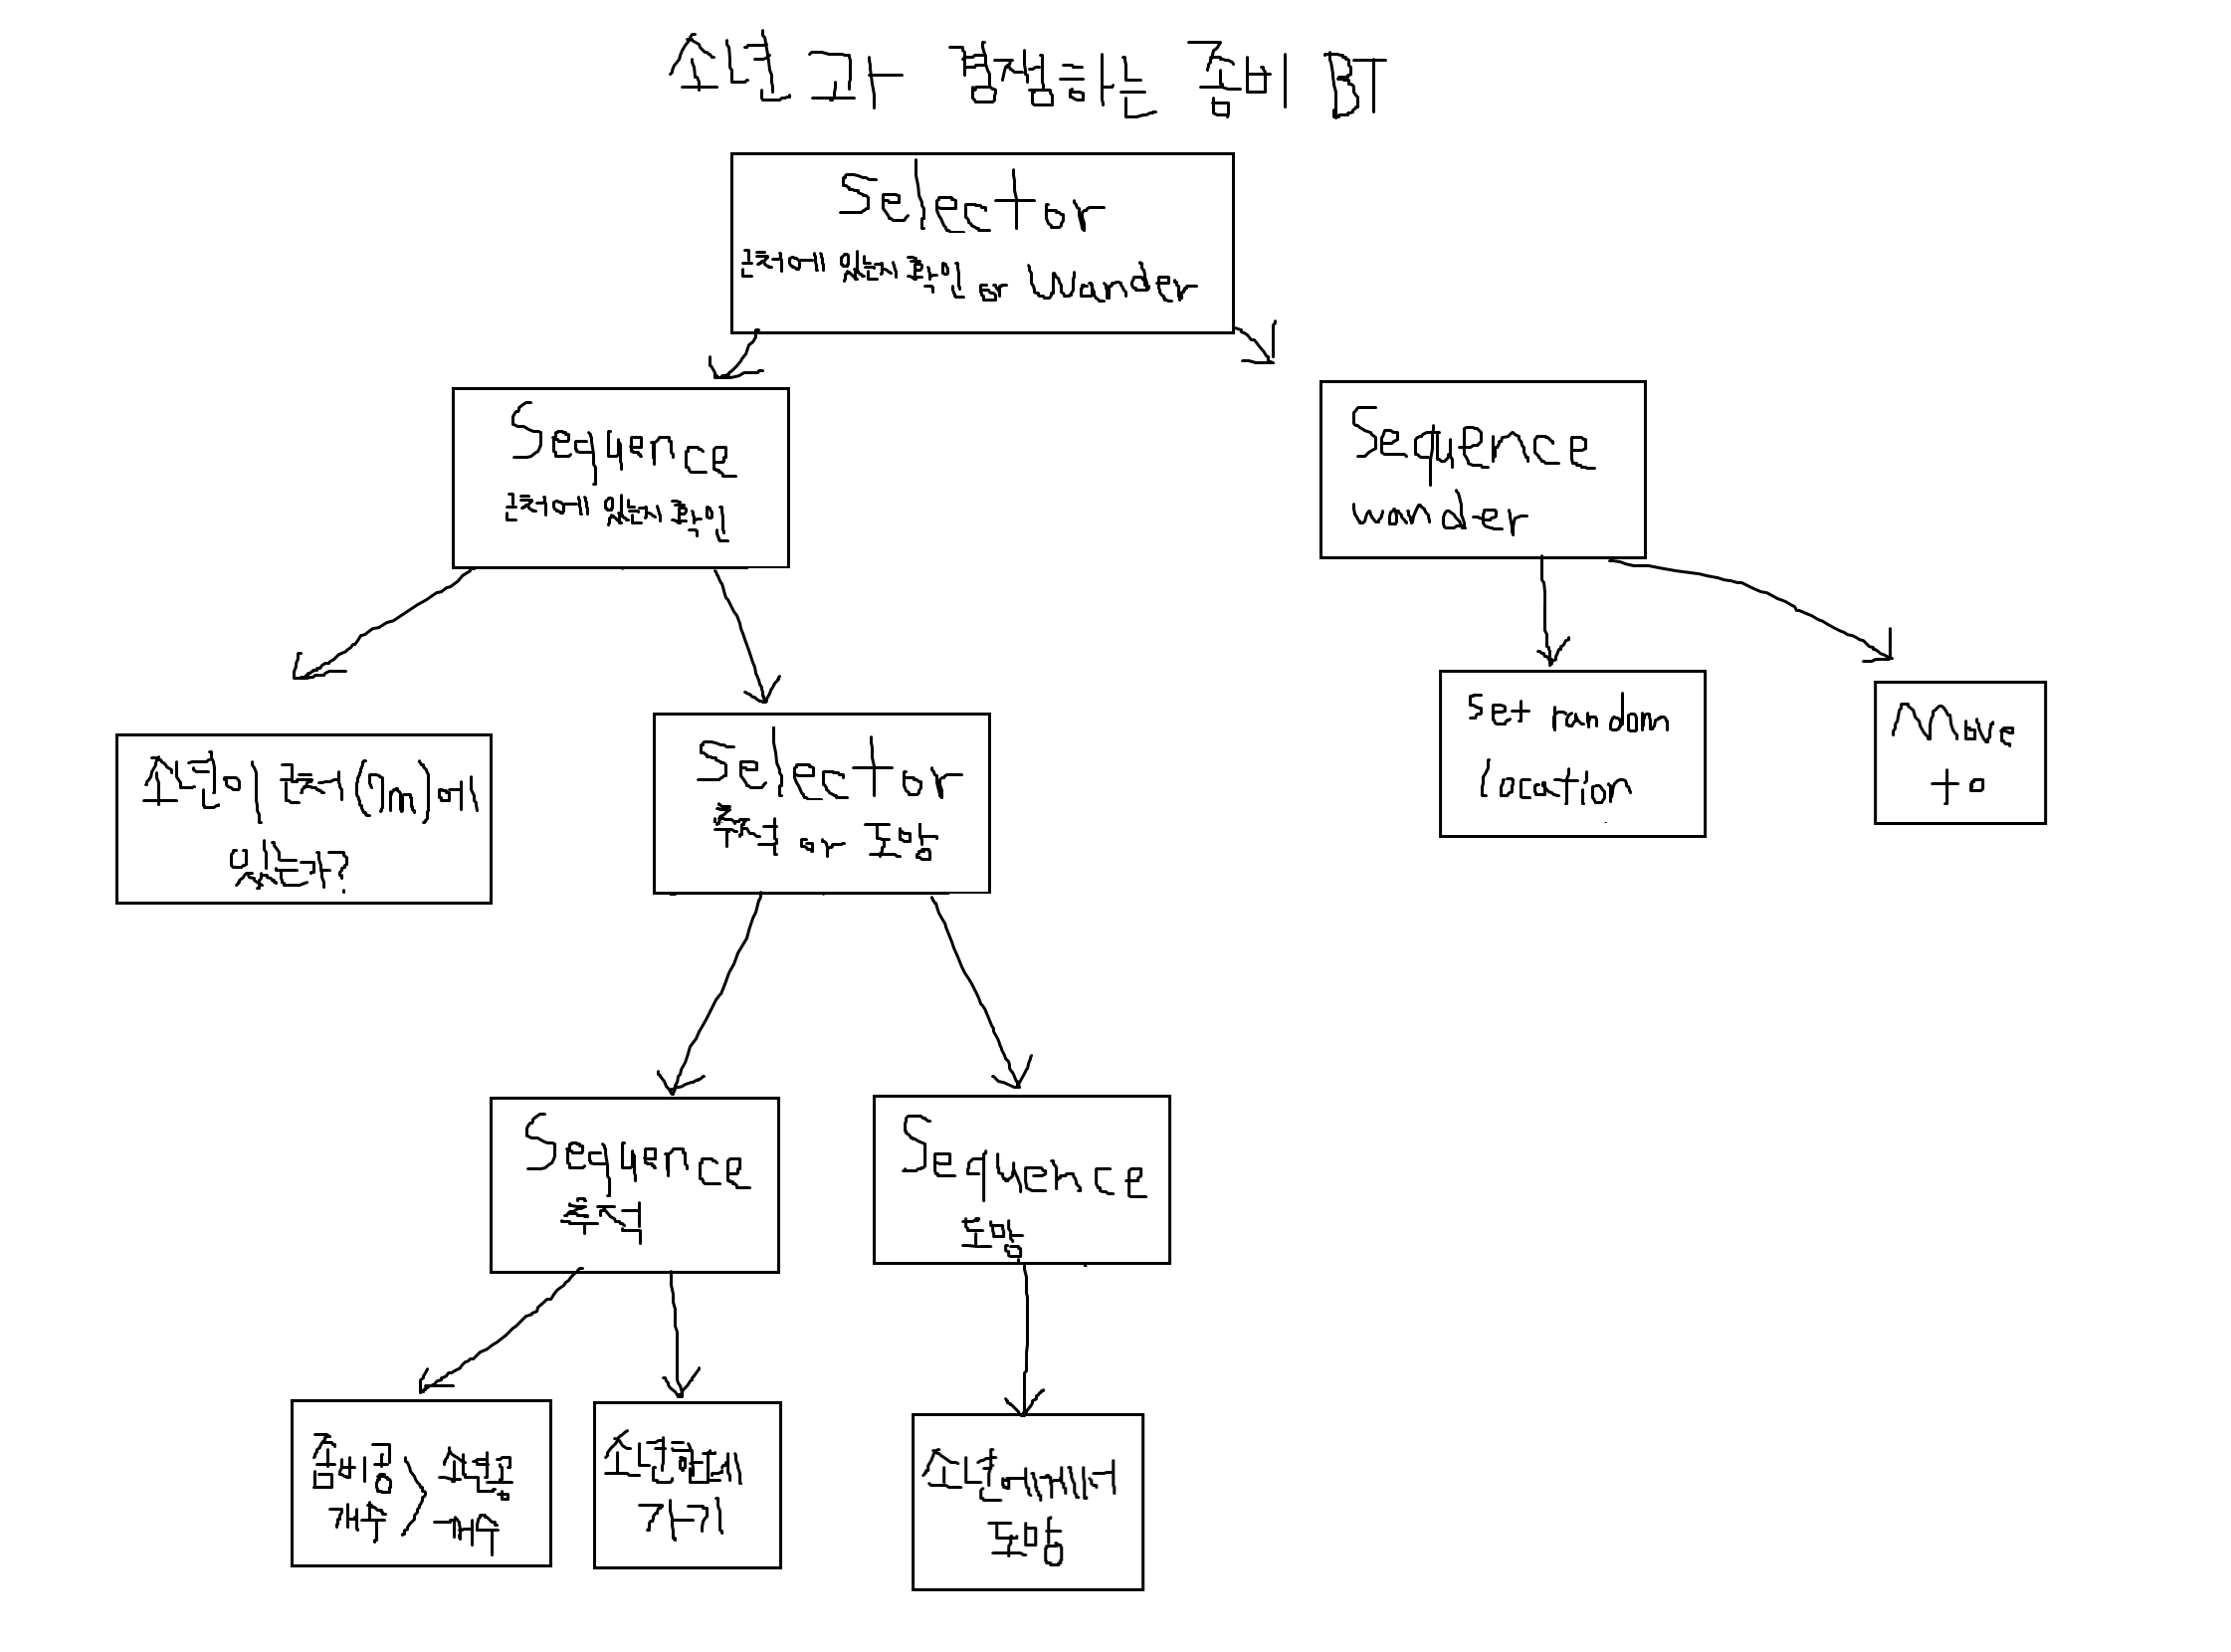 소년과 경쟁하는 좀비 BT
Selector
근처에 있는지 확인 or Wander
Sequence
근처에 있는지 확인
Sequence
wander
소년이 근처(7m)에
있는가?
Selector
추적 or 도망
set random
location
Move
to
Sequence
추적
Sequence
도망
좀비공
개수
>
소년공
개수
소년한테
가기
소년에게서
도망